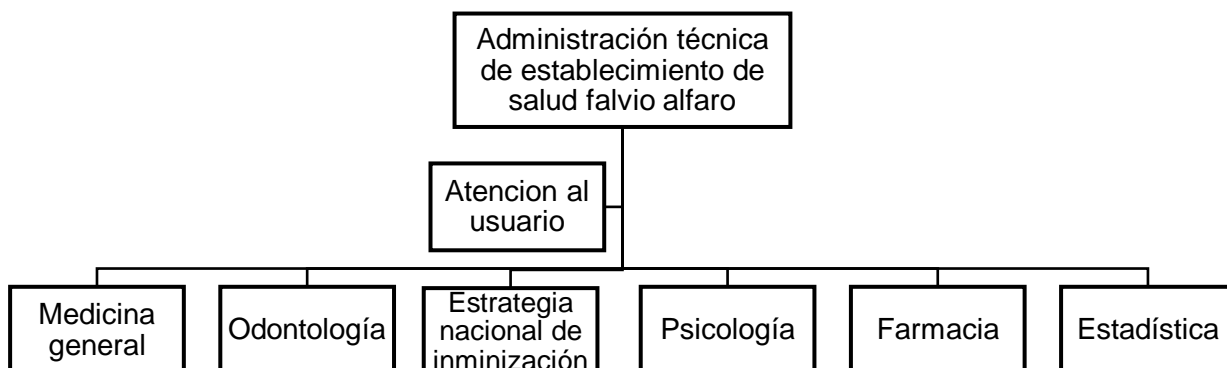 Administración técnica
de establecimiento de
salud falvio alfaro
Atencion al
usuario
Medicina
general
Odontología
Estrategia
nacional de
inminización
Psicología
Farmacia
Estadística